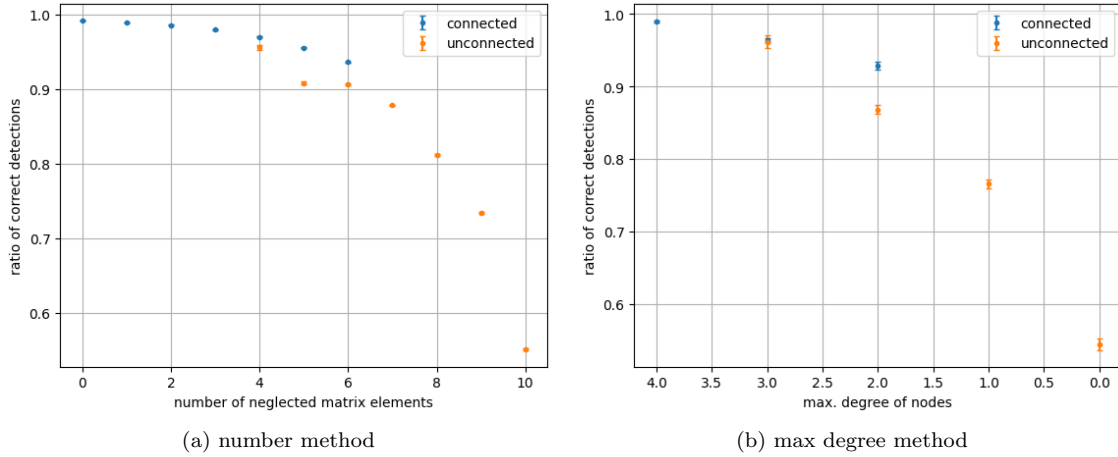 connected
unconnected
1.0
0.9
0.8
0.7
0.6
ratio of correct detections
0 2 4 6 8 10
number of neglected matrix elements
(a) number method
connected
unconnected
1.0
0.9
0.8
0.7
0.6
ratio of correct detections
4.0 3.5 3.0 2.5 2.0 1.5 1.0 0.5 0.0
max. degree of nodes
(b) max degree method